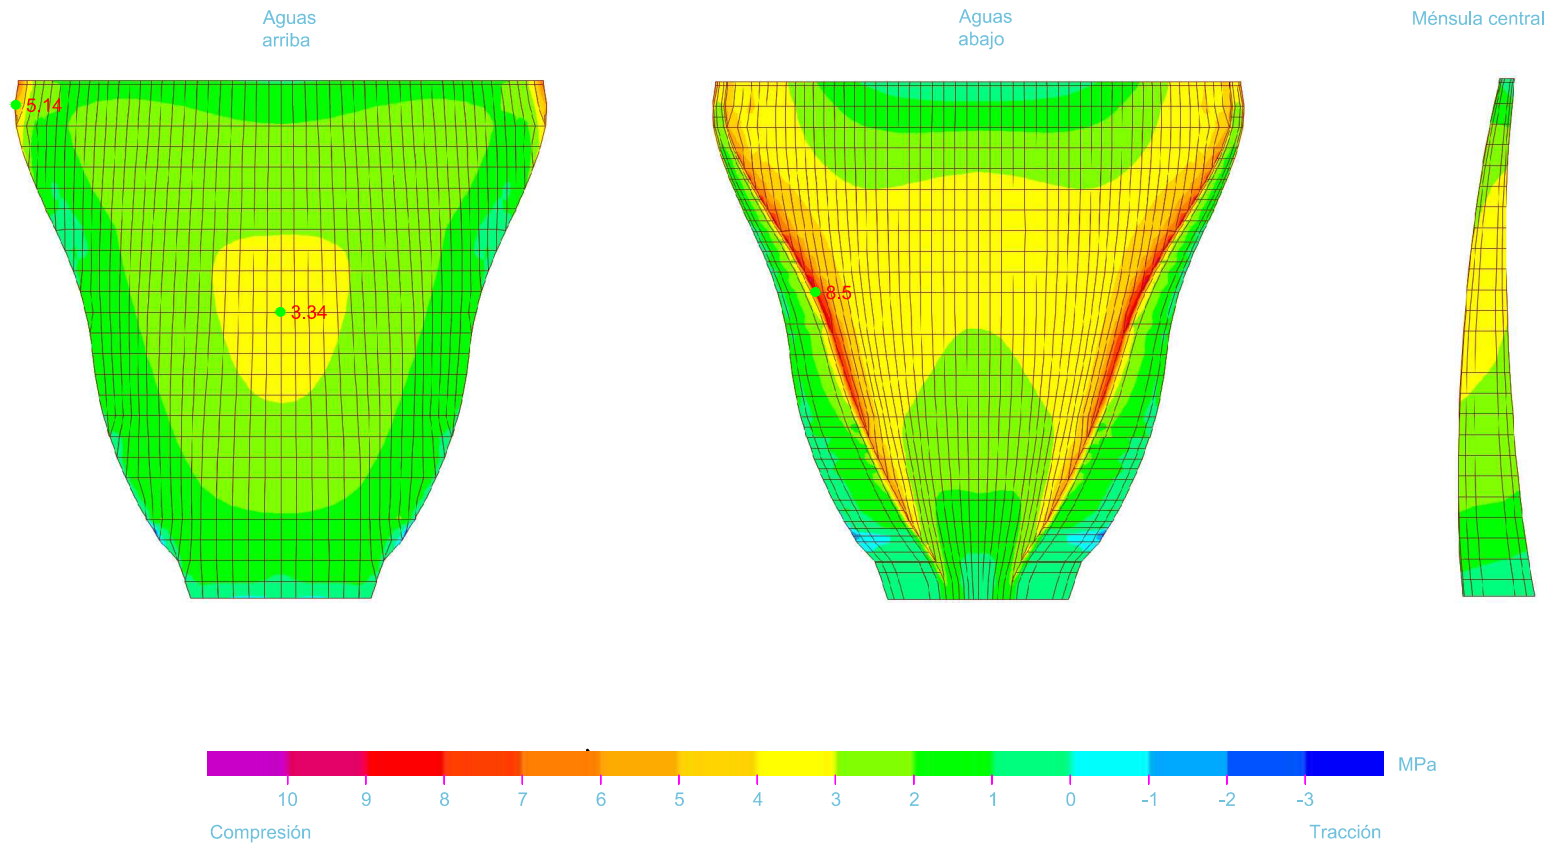 Aguas
arriba
Aguas
abajo
Ménsula central
5.14
3.34
8.5
MPa
10 9 8 7 6 5 4 3 2 1 0 -1 -2 -3
Compresión
Tracción